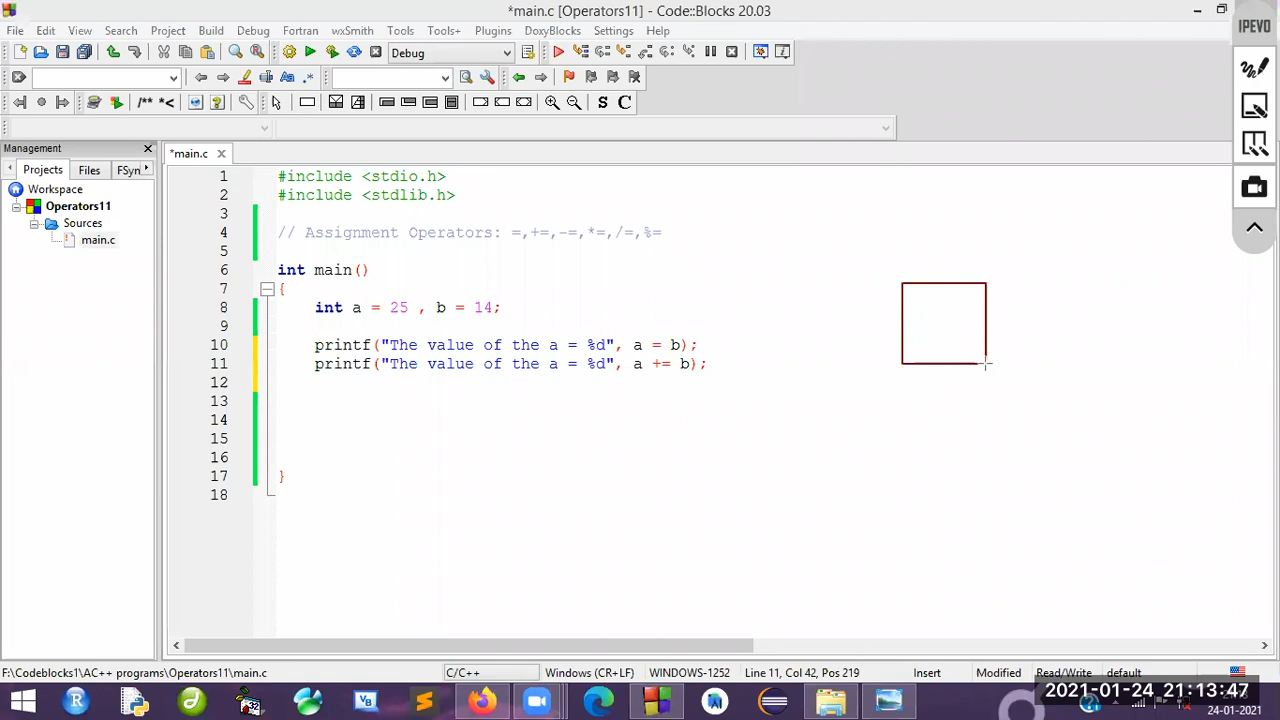 *main.c [Operators11] - Code::Blocks 20.03
IPEVO
File Edit View Search Project Build Debug Fortran wxSmith Tools Tools+ Plugins DoxyBlocks Settings Help
Debug
/** *<
S C
Management
*main.c
Projects Files FSyn
Workspace
Operators11
Sources
main.c
1 #include <stdio.h>
2 #include <stdlib.h>
3
4 // Assignment Operators: =,+=,-=,*=,/=,%=
5
6 int main()
7 {
8 int a = 25 , b = 14;
9
10 printf("The value of the a = %d", a = b);
11 printf("The value of the a = %d", a += b);
12
13
14
15
16
17 }
18
F:\Codeblocks1\AC++ programs\Operators11\main.c C/C++ Windows (CR+LF) WINDOWS-1252 Line 11, Col 42, Pos 219 Insert Modified Read/Write default
2021-01-24 21:13:47
24-01-2021